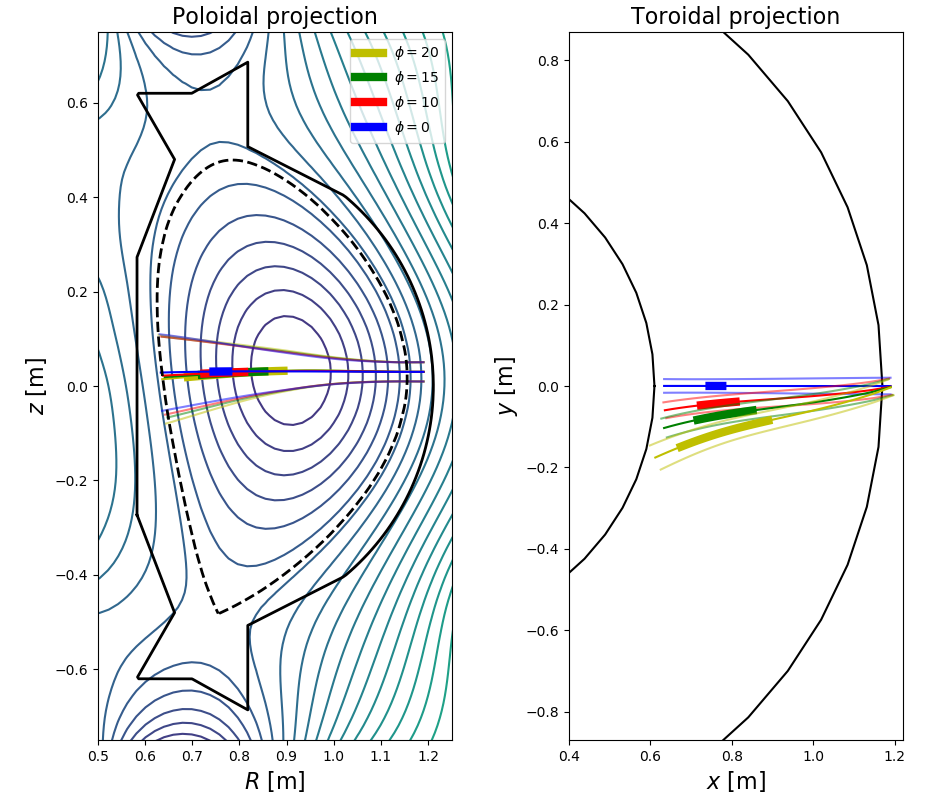 Poloidal projection
ϕ = 20
ϕ = 15
ϕ = 10
ϕ = 0
z [m]
0.6
0.4
0.2
0.0
−0.2
−0.4
−0.6
0.5 0.6 0.7 0.8 0.9 1.0 1.1 1.2
R [m]
Toroidal projection
y [m]
0.8
0.6
0.4
0.2
0.0
−0.2
−0.4
−0.6
−0.8
0.4 0.6 0.8 1.0 1.2
x [m]